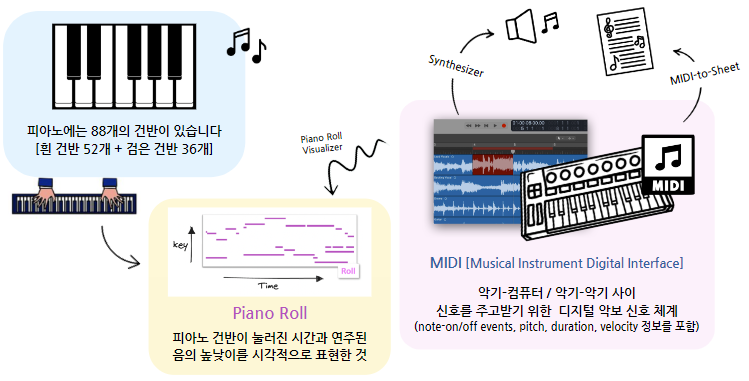 피아노에는 88개의 건반이 있습니다
[흰 건반 52개 + 검은 건반 36개]
Piano Roll
Visualizer
Synthesizer
MIDI-to-Sheet
key
Time
Roll
Piano Roll
피아노 건반이 눌러진 시간과 연주된
음의 높낮이를 시각적으로 표현한 것
MIDI
MIDI [Musical Instrument Digital Interface]
악기-컴퓨터 / 악기-악기 사이
신호를 주고받기 위한 디지털 악보 신호 체계
(note-on/off events, pitch, duration, velocity 정보를 포함)